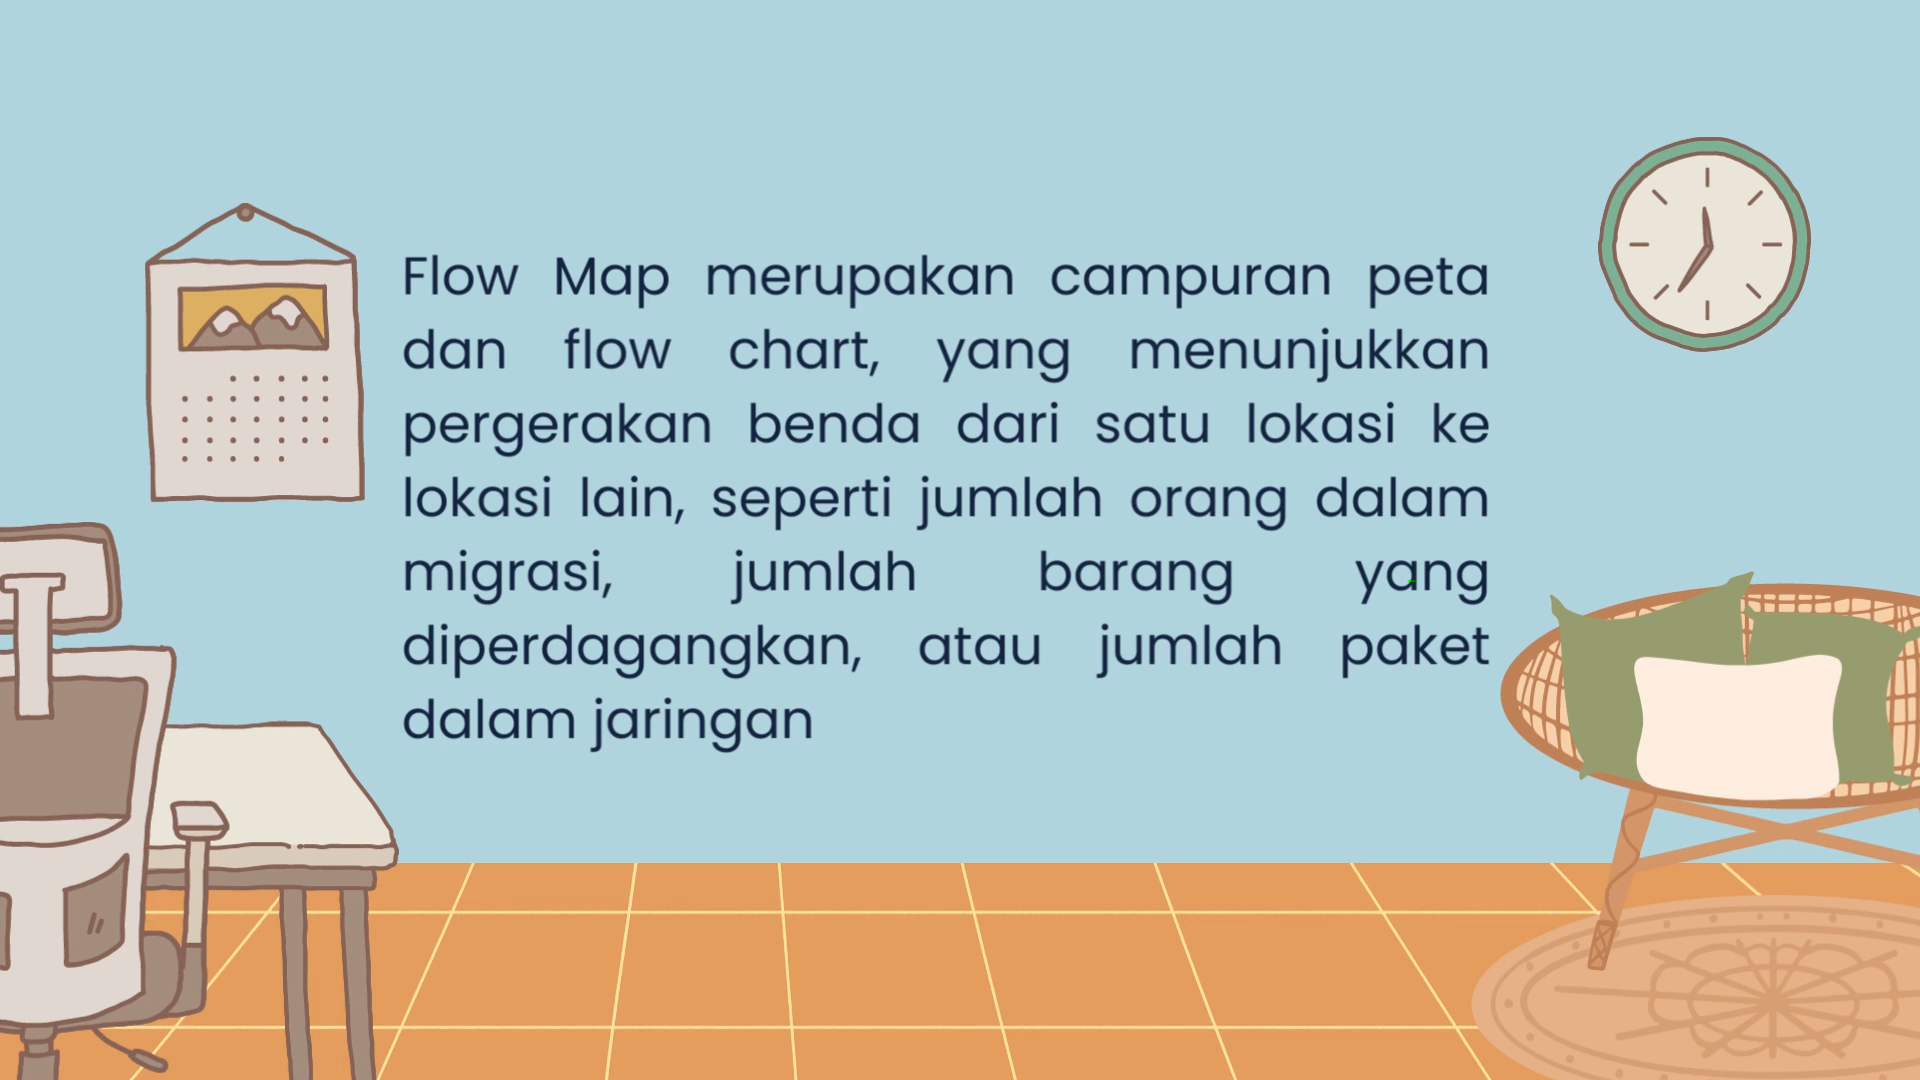 Flow Map merupakan campuran peta
dan flow chart, yang menunjukkan
pergerakan benda dari satu lokasi ke
lokasi lain, seperti jumlah orang dalam
migrasi, jumlah barang yang
diperdagangkan, atau jumlah paket
dalam jaringan